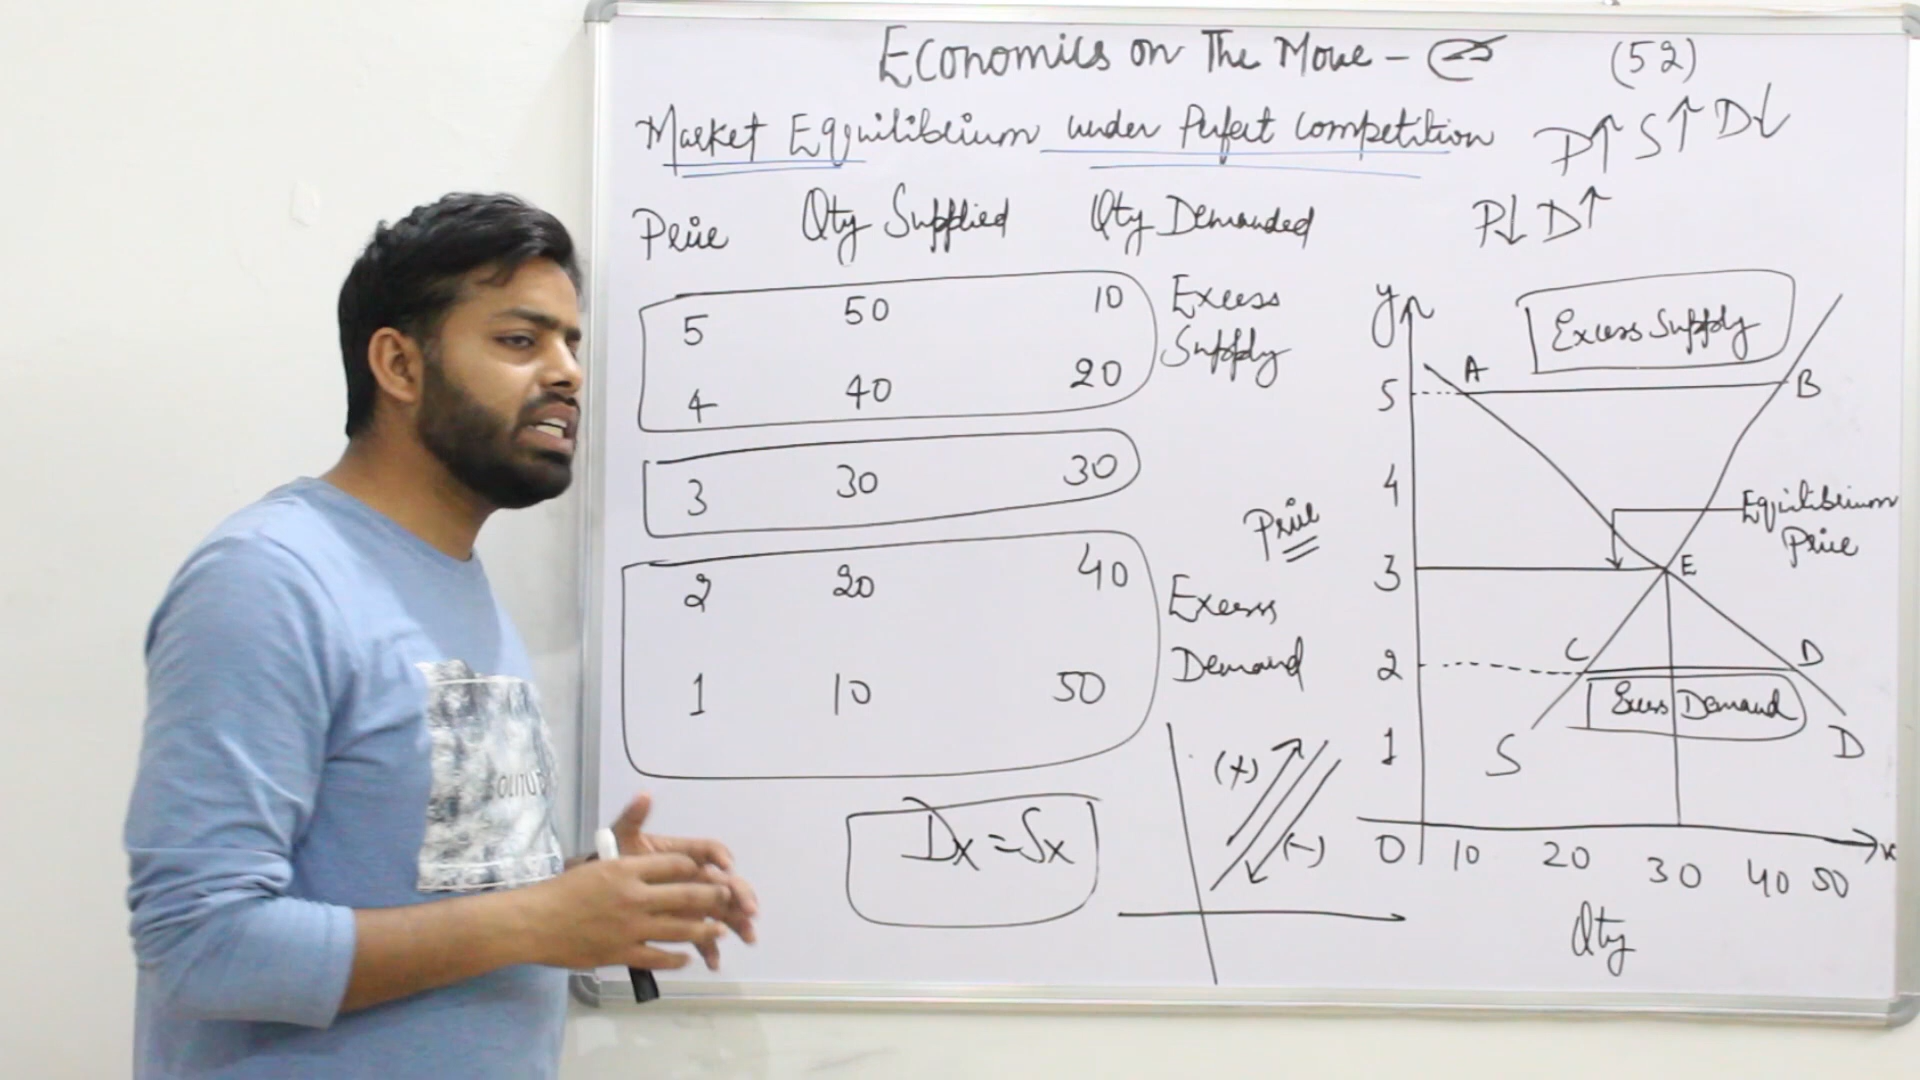 Economics on The Move -
(52)
Market Equilibrium under Perfect Competition
D↑ S↑ D↓
Price Qty Supplied Qty Demanded
P↓ D↑
5 50 10
4 40 20
Excess
Supply
3 30 30
2 20 40
1 10 50
Excess
Demand
Price
Dx = Sx
(+)
(-)
y
Excess Supply
5 A B
4
Equilibrium
Price
3 E
2 C D
Excess Demand
1 S D
0 10 20 30 40 50 x
Qty
SOLITUD